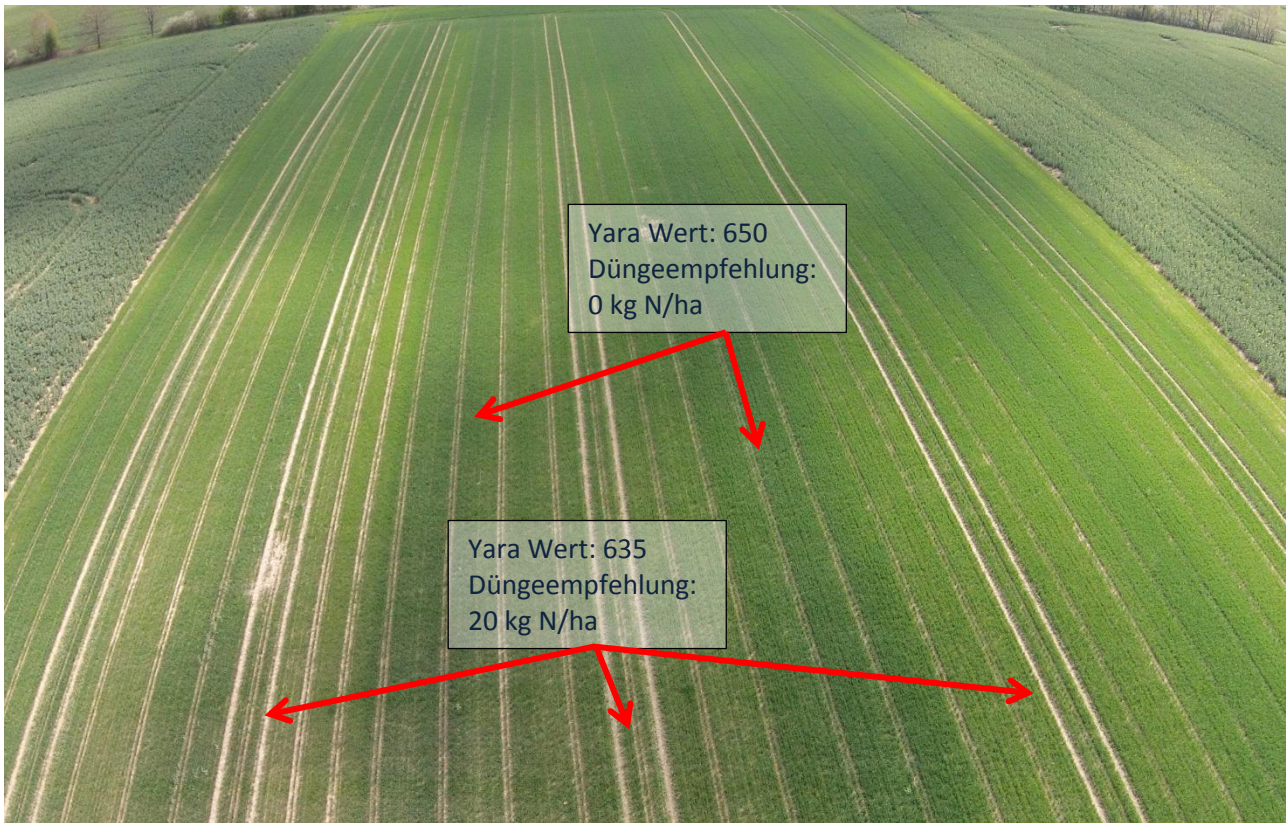 Yara Wert: 650
Düngeempfehlung:
0 kg N/ha
Yara Wert: 635
Düngeempfehlung:
20 kg N/ha